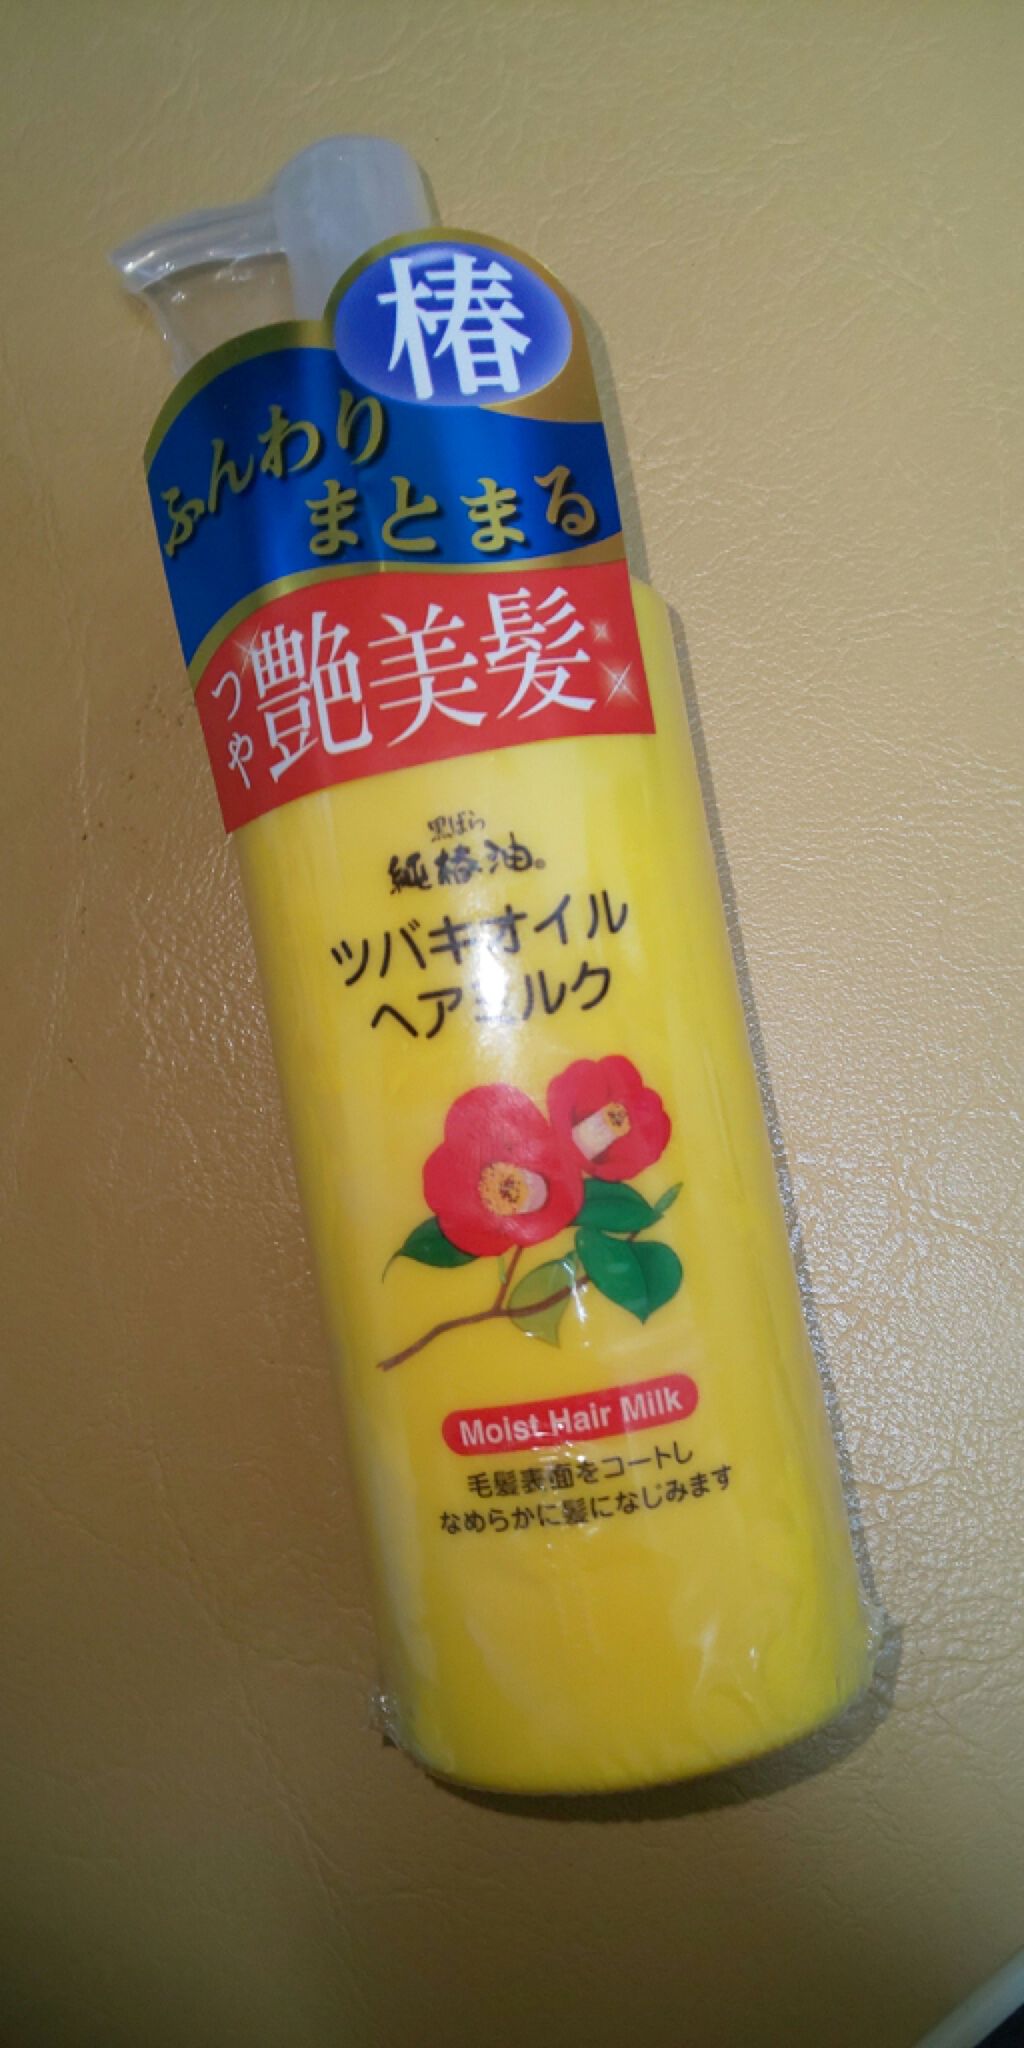 椿
ふんわり
まとまる
つや
艶美髪
黒ばら
純椿油®
ツバキオイル
ヘアミルク
Moist Hair Milk
毛髪表面をコートし
なめらかに髪になじみます